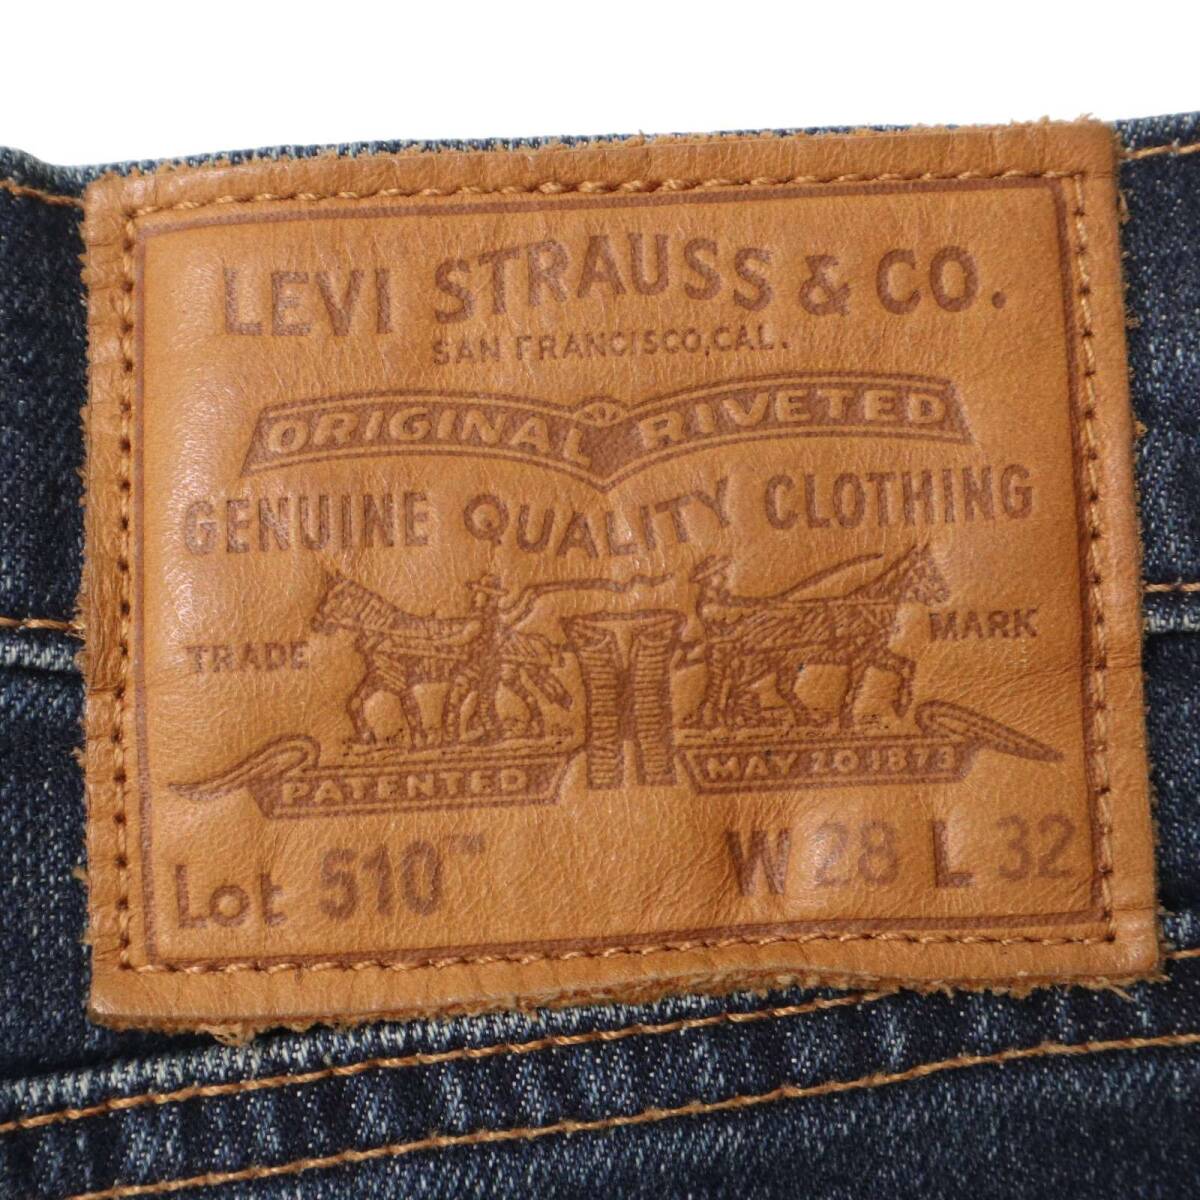 LEVI STRAUSS & CO.
SAN FRANCISCO, CAL.
ORIGINAL RIVETED
GENUINE QUALITY CLOTHING
TRADE MARK
PATENTED MAY 20 1873
Lot 510™ W 28 L 32